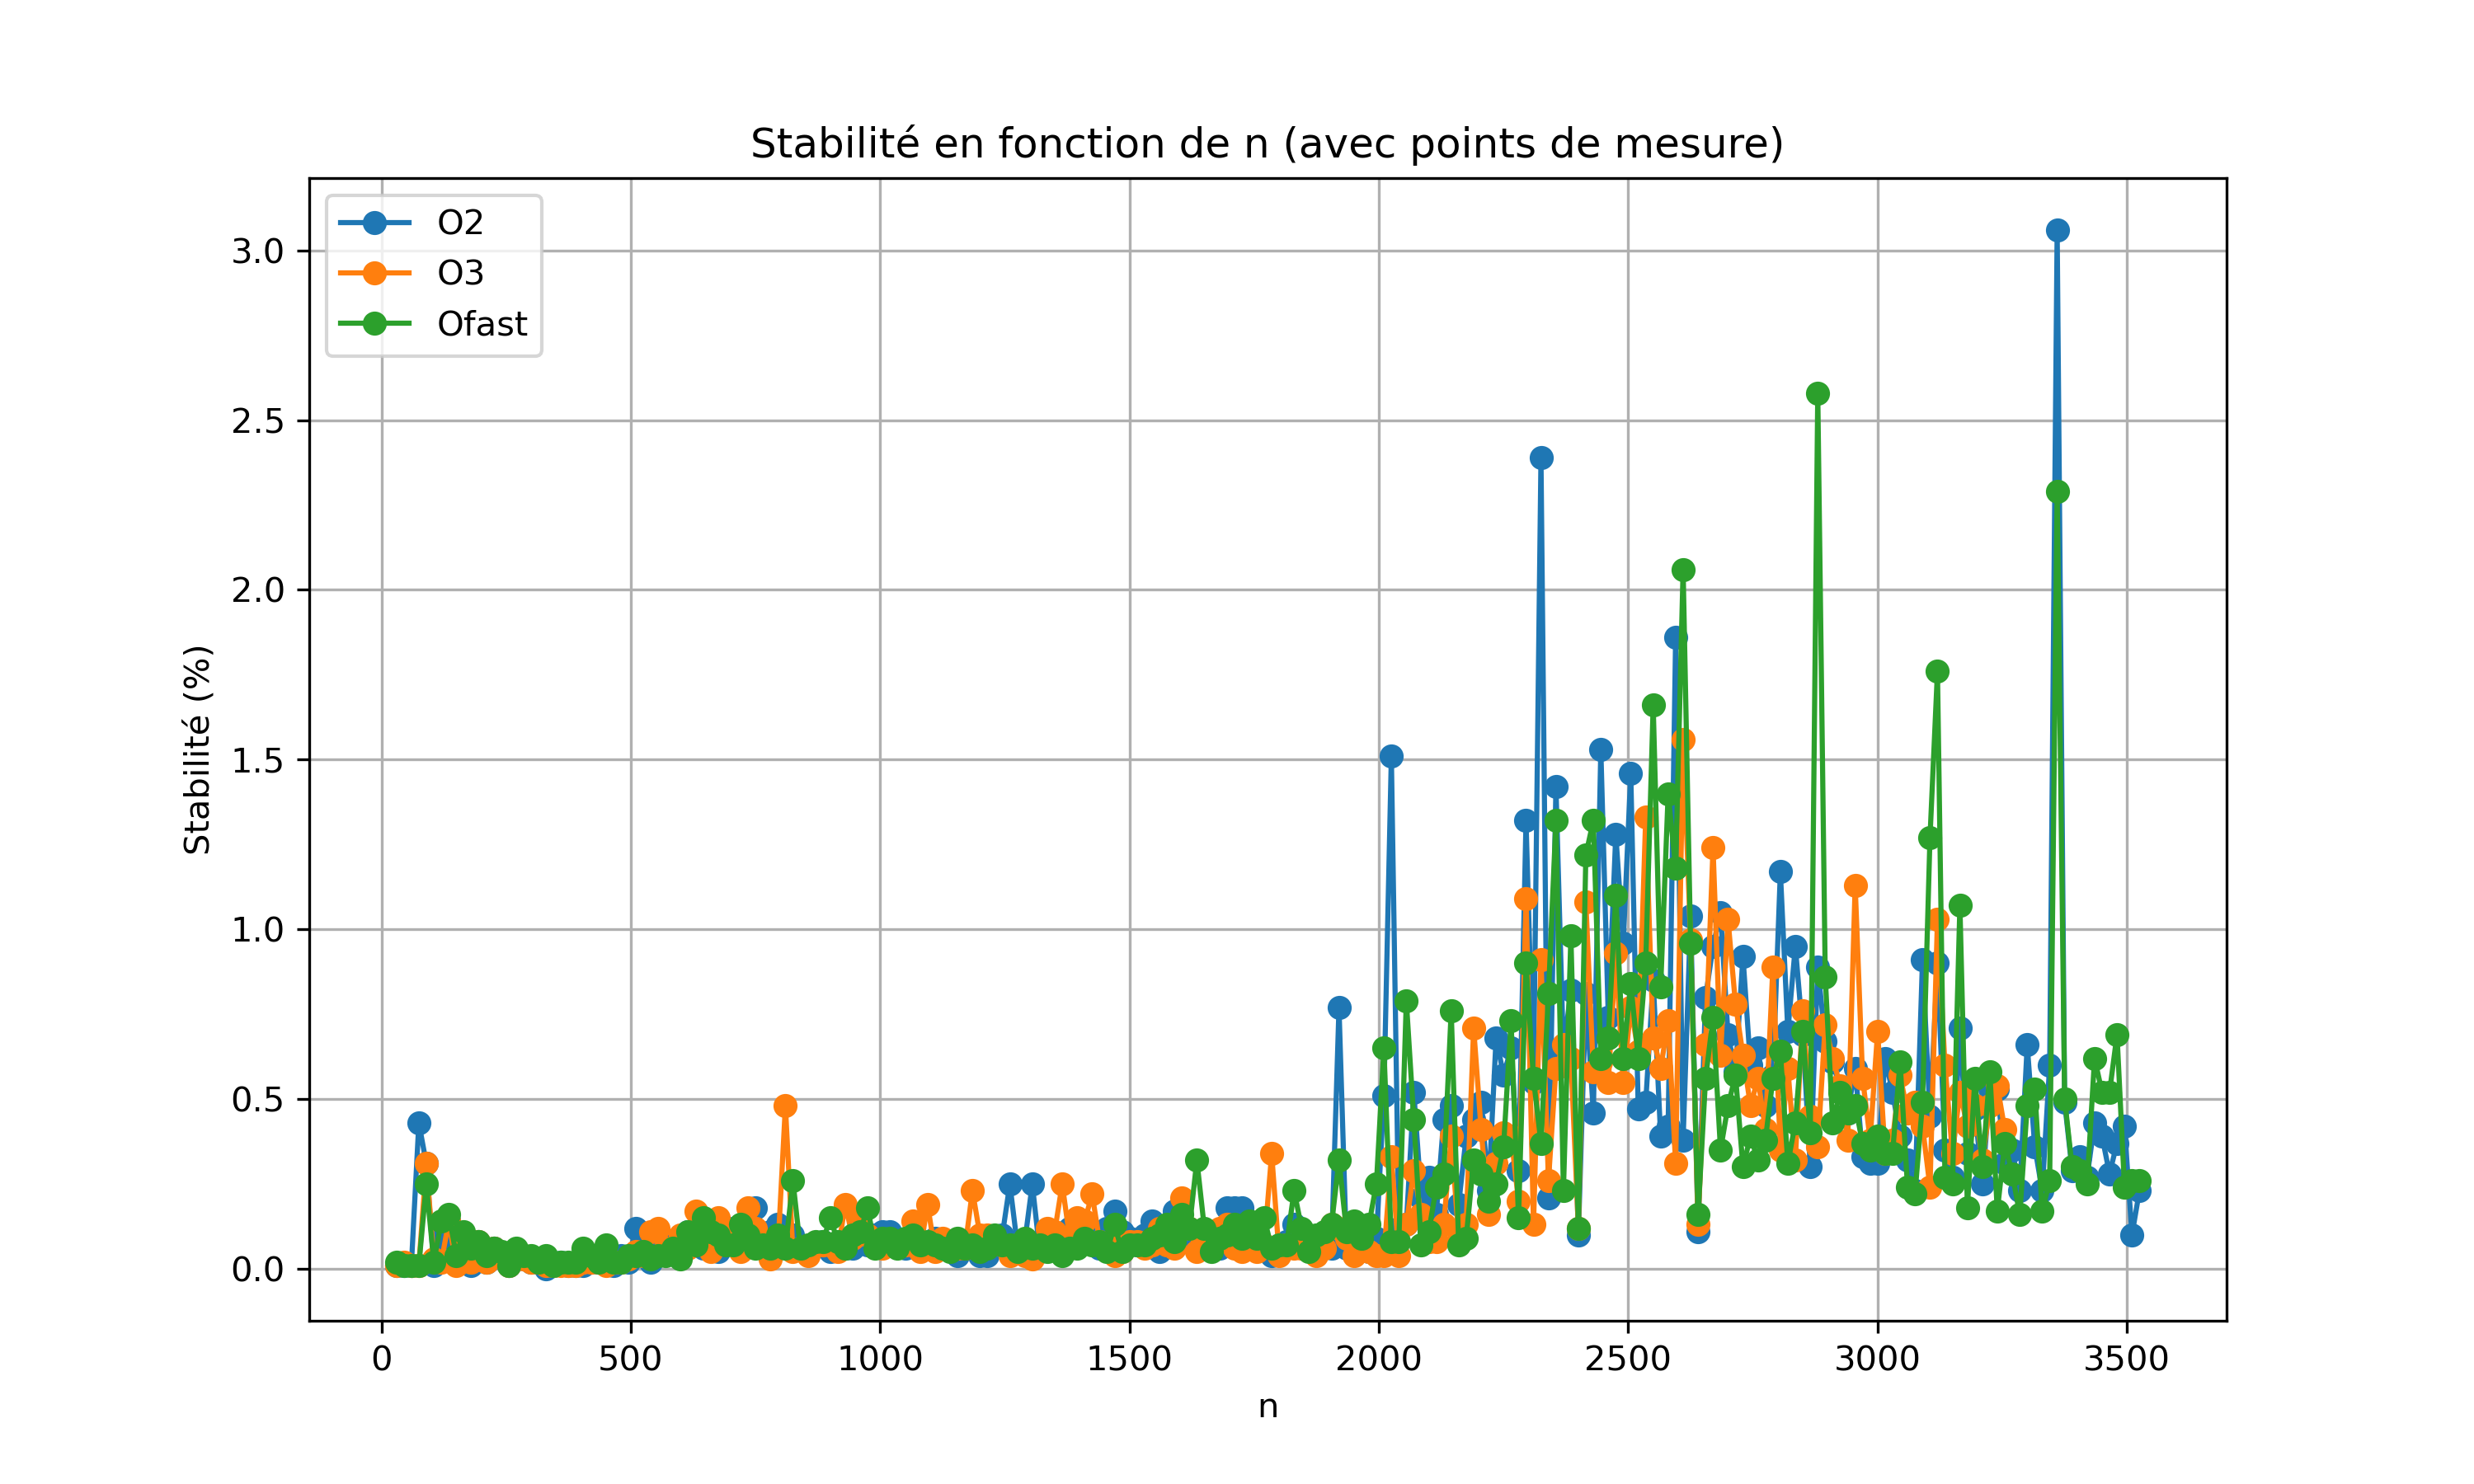 Stabilité en fonction de n (avec points de mesure)
O2
O3
Ofast
Stabilité (%)
3.0
2.5
2.0
1.5
1.0
0.5
0.0
0 500 1000 1500 2000 2500 3000 3500
n